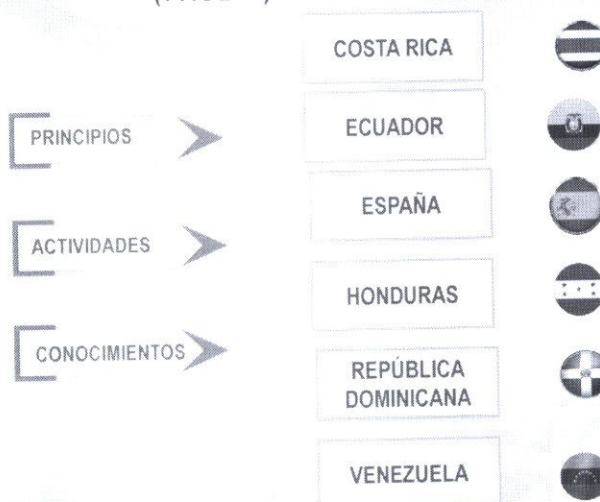 COSTA RICA
PRINCIPIOS
ECUADOR
ESPAÑA
ACTIVIDADES
HONDURAS
CONOCIMIENTOS
REPÚBLICA
DOMINICANA
VENEZUELA